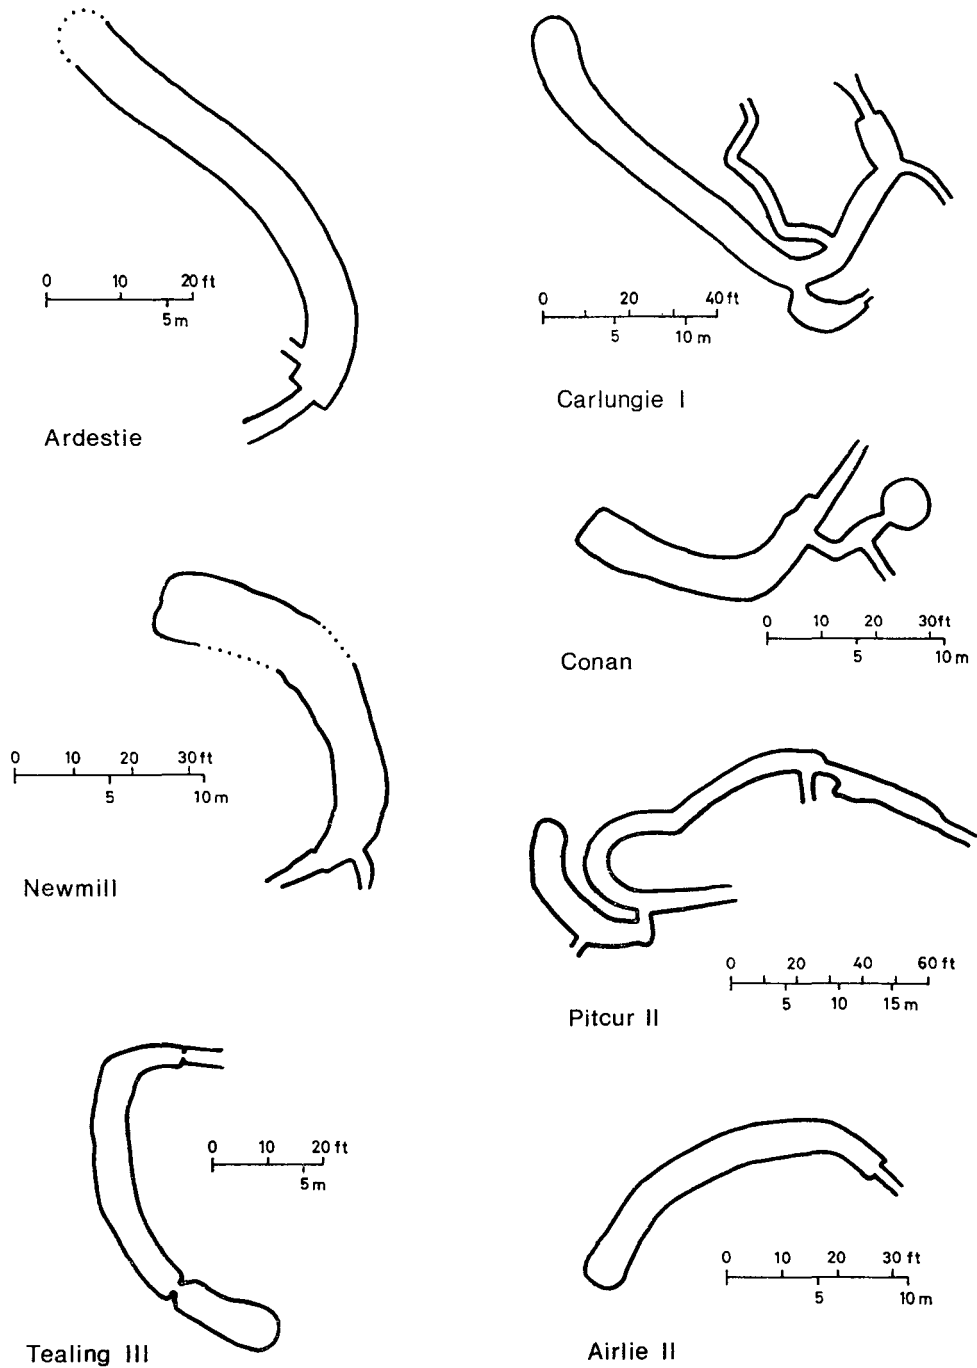 0 10 20 ft
5 m
Ardestie
0 20 40 ft
5 10 m
Carlungie I
0 10 20 30 ft
5 10 m
Conan
0 10 20 30 ft
5 10 m
Newmill
0 20 40 60 ft
5 10 15 m
Pitcur II
0 10 20 ft
5 m
Tealing III
0 10 20 30 ft
5 10 m
Airlie II